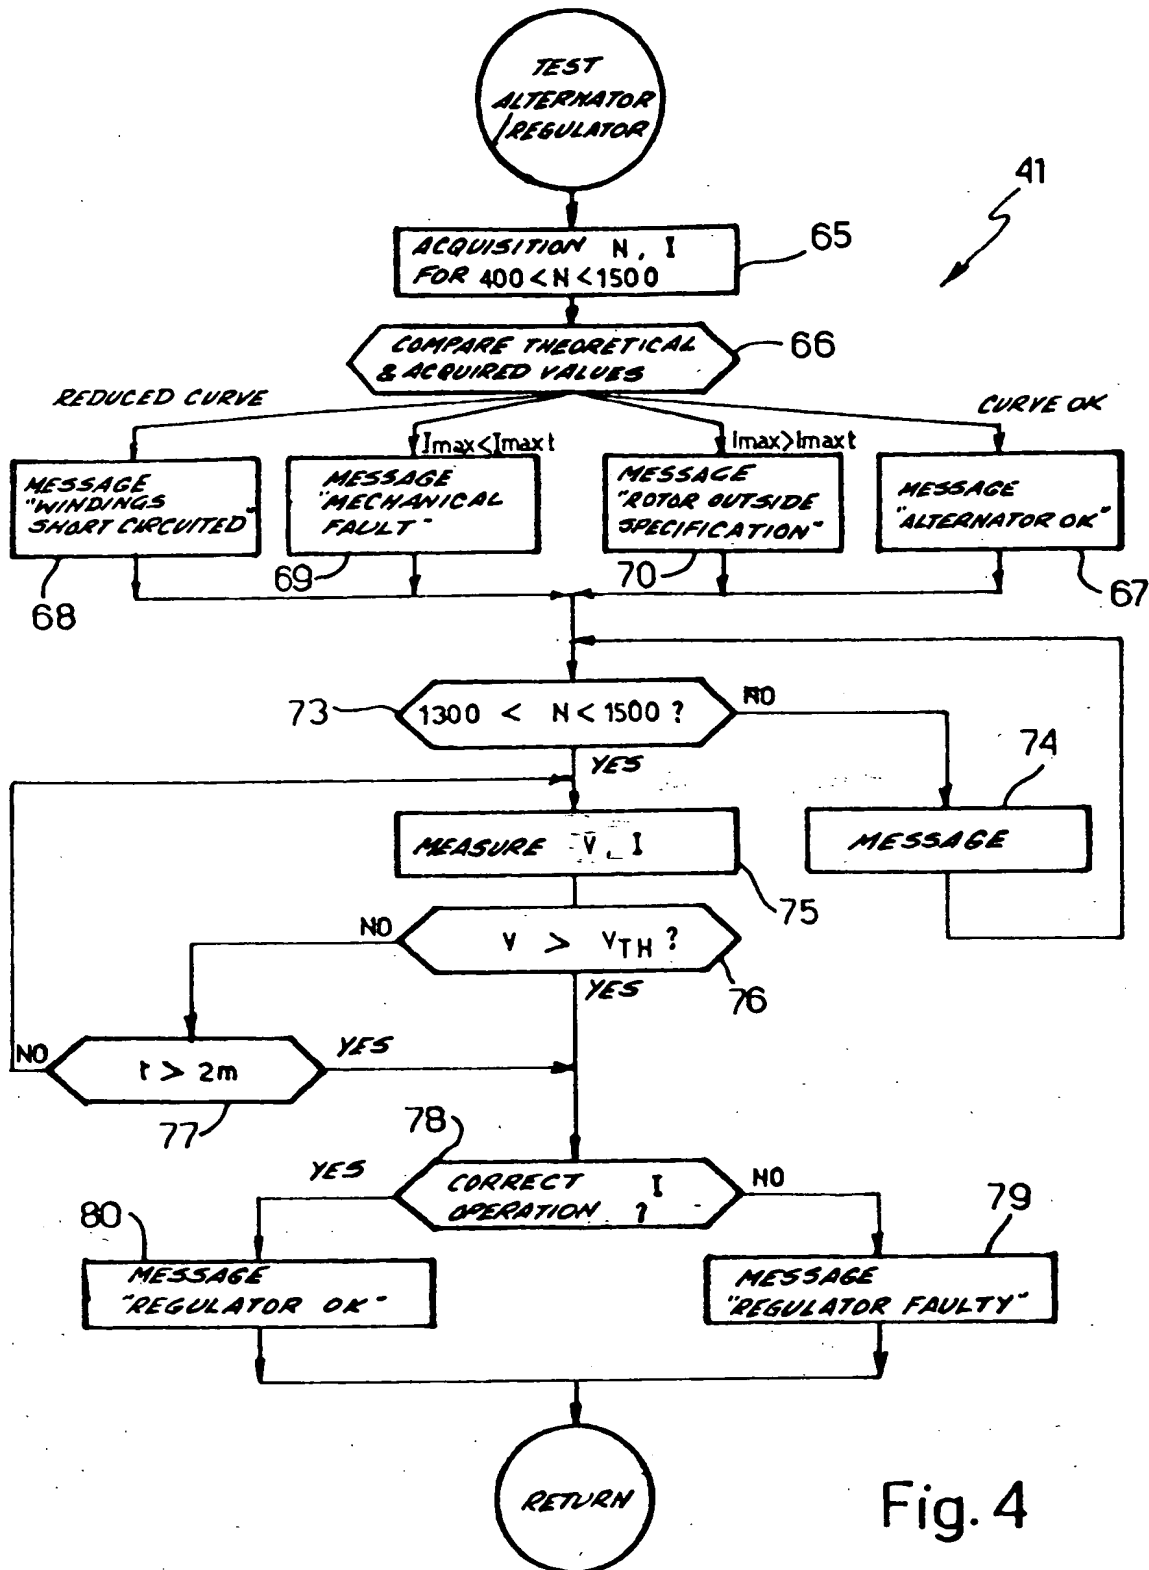 TEST
ALTERNATOR
/REGULATOR
41
ACQUISITION N, I
FOR 400<N<1500
65
COMPARE THEORETICAL
& ACQUIRED VALUES
66
REDUCED CURVE
Imax<Imaxt
Imax>Imaxt
CURVE OK
MESSAGE
"WINDINGS
SHORT CIRCUITED"
68
MESSAGE
"MECHANICAL
FAULT"
69
MESSAGE
"ROTOR OUTSIDE
SPECIFICATION"
70
MESSAGE
"ALTERNATOR OK"
67
73
1300 < N < 1500 ?
NO
YES
74
MESSAGE
MEASURE V, I
75
NO
V > VTH ?
76
YES
NO
t > 2m
YES
77
78
YES
CORRECT I
OPERATION ?
NO
80
MESSAGE
"REGULATOR OK"
79
MESSAGE
"REGULATOR FAULTY"
RETURN
Fig. 4